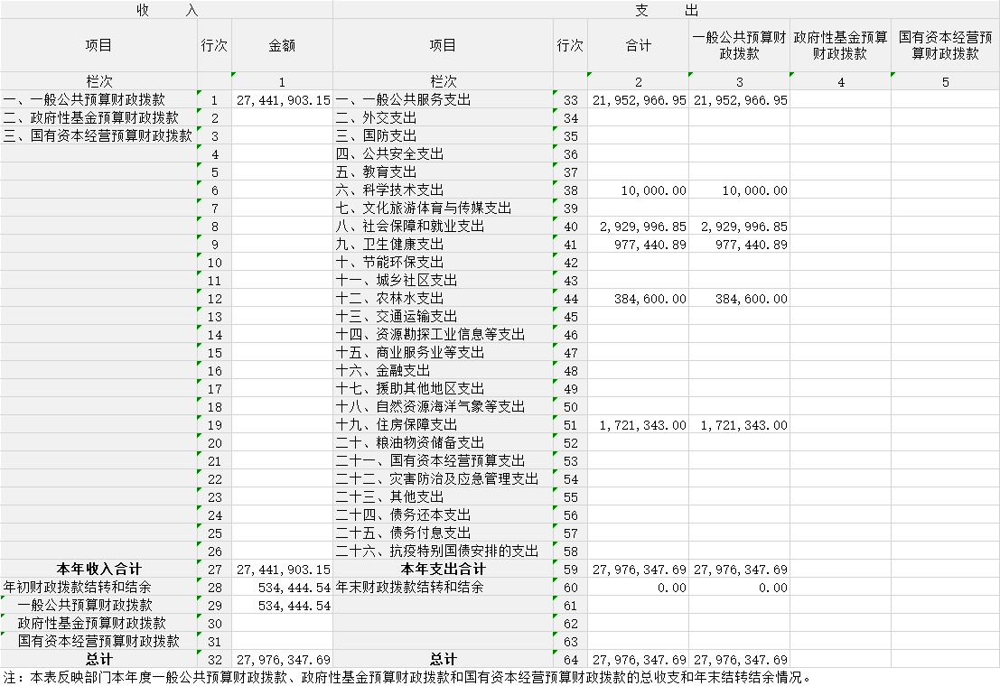 收 入 支 出
项目 行次 金额 项目 行次 合计 一般公共预算财政拨款 政府性基金预算财政拨款 国有资本经营预算财政拨款
栏次 1 栏次 2 3 4 5
一、一般公共预算财政拨款 1 27,441,903.15 一、一般公共服务支出 33 21,952,966.95 21,952,966.95
二、政府性基金预算财政拨款 2 二、外交支出 34
三、国有资本经营预算财政拨款 3 三、国防支出 35
4 四、公共安全支出 36
5 五、教育支出 37
6 六、科学技术支出 38 10,000.00 10,000.00
7 七、文化旅游体育与传媒支出 39
8 八、社会保障和就业支出 40 2,929,996.85 2,929,996.85
9 九、卫生健康支出 41 977,440.89 977,440.89
10 十、节能环保支出 42
11 十一、城乡社区支出 43
12 十二、农林水支出 44 384,600.00 384,600.00
13 十三、交通运输支出 45
14 十四、资源勘探工业信息等支出 46
15 十五、商业服务业等支出 47
16 十六、金融支出 48
17 十七、援助其他地区支出 49
18 十八、自然资源海洋气象等支出 50
19 十九、住房保障支出 51 1,721,343.00 1,721,343.00
20 二十、粮油物资储备支出 52
21 二十一、国有资本经营预算支出 53
22 二十二、灾害防治及应急管理支出 54
23 二十三、其他支出 55
24 二十四、债务还本支出 56
25 二十五、债务付息支出 57
26 二十六、抗疫特别国债安排的支出 58
本年收入合计 27 27,441,903.15 本年支出合计 59 27,976,347.69 27,976,347.69
年初财政拨款结转和结余 28 534,444.54 年末财政拨款结转和结余 60 0.00 0.00
一般公共预算财政拨款 29 534,444.54 61
政府性基金预算财政拨款 30 62
国有资本经营预算财政拨款 31 63
总计 32 27,976,347.69 总计 64 27,976,347.69 27,976,347.69
注：本表反映部门本年度一般公共预算财政拨款、政府性基金预算财政拨款和国有资本经营预算财政拨款的总收支和年末结转结余情况。